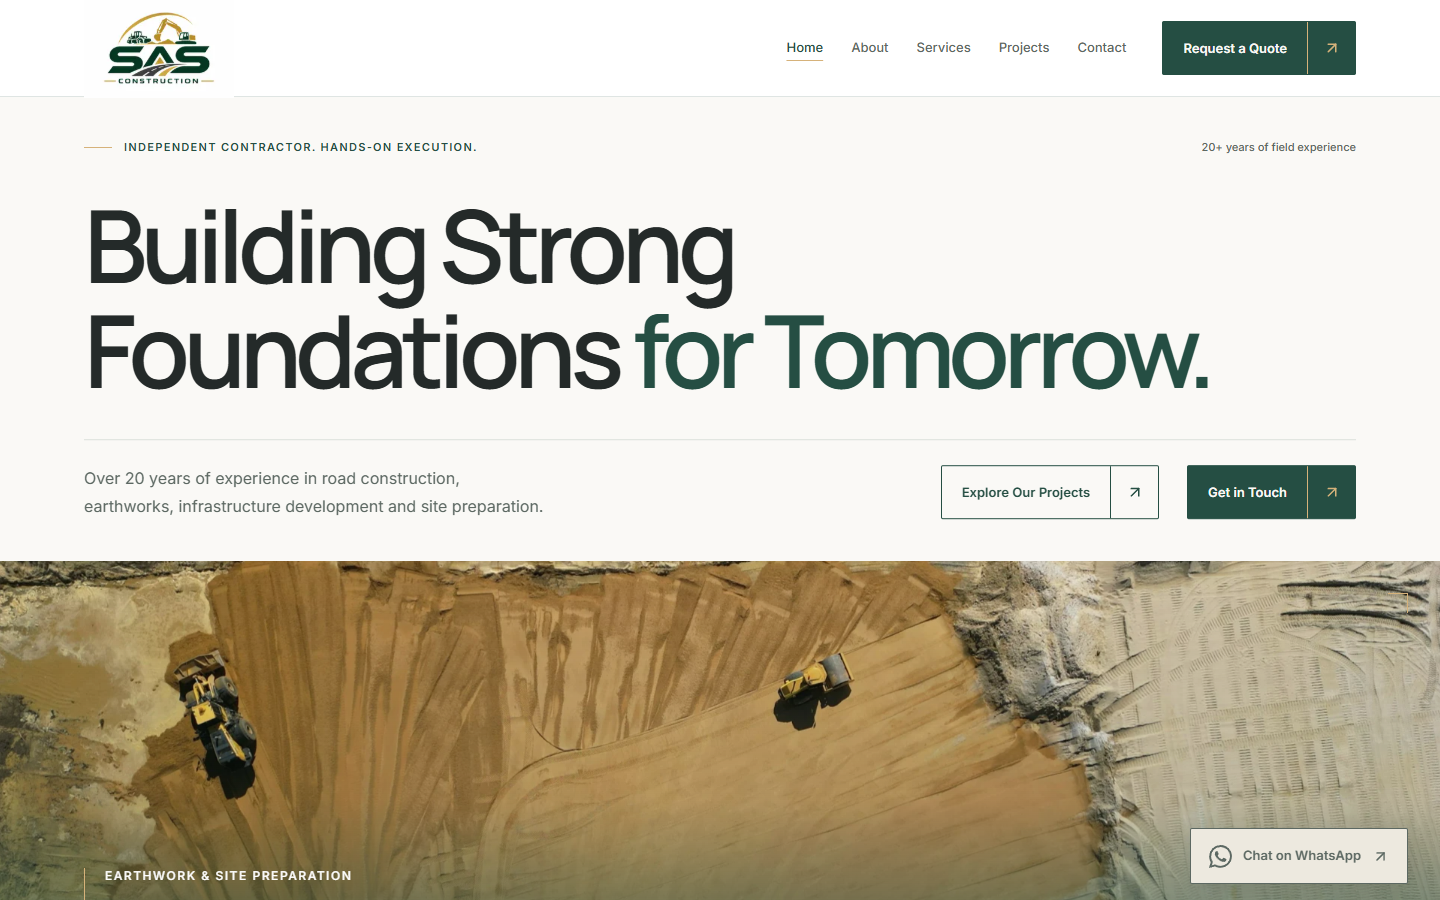 SAS
CONSTRUCTION
Home
About
Services
Projects
Contact
Request a Quote
INDEPENDENT CONTRACTOR. HANDS-ON EXECUTION.
20+ years of field experience
Building Strong
Foundations for Tomorrow.
Over 20 years of experience in road construction,
earthworks, infrastructure development and site preparation.
Explore Our Projects
Get in Touch
EARTHWORK & SITE PREPARATION
Chat on WhatsApp